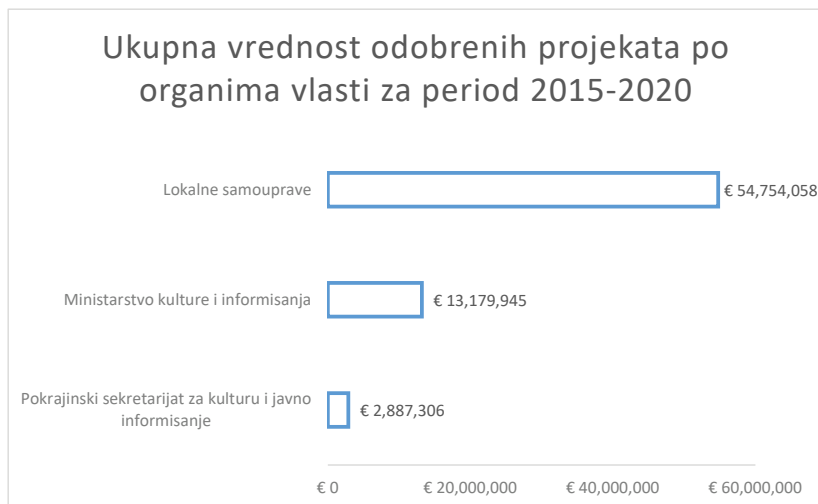 Ukupna vrednost odobrenih projekata po
organima vlasti za period 2015-2020
Lokalne samouprave
€ 54,754,058
Ministarstvo kulture i informisanja
€ 13,179,945
Pokrajinski sekretarijat za kulturu i javno
informisanje
€ 2,887,306
€ 0
€ 20,000,000
€ 40,000,000
€ 60,000,000